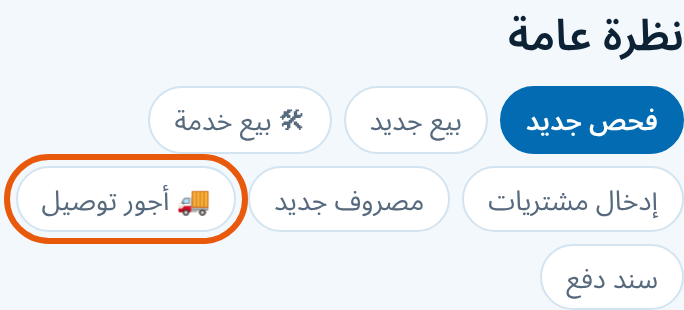 نظرة عامة
فحص جديد
بيع جديد
🛠 بيع خدمة
إدخال مشتريات
مصروف جديد
🚚 أجور توصيل
سند دفع